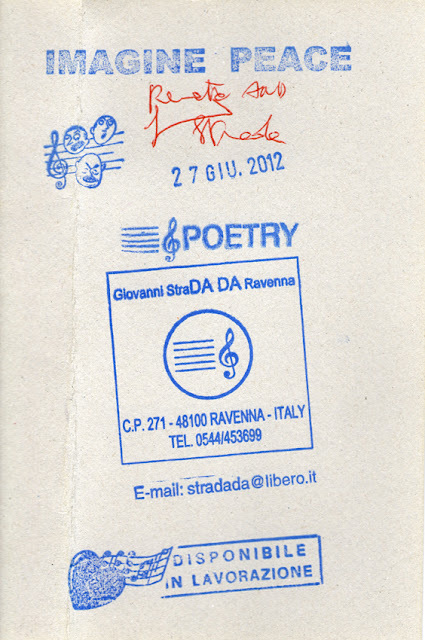 IMAGINE PEACE
27 GIU. 2012
POETRY
Giovanni StraDA DA Ravenna
C.P. 271 - 48100 RAVENNA - ITALY
TEL. 0544/453699
E-mail: stradada@libero.it
DISPONIBILE
IN LAVORAZIONE